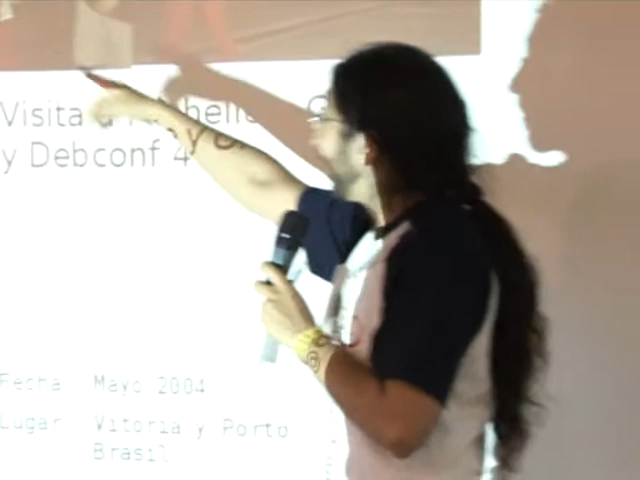 Visita a
y Debconf 4
Fecha Mayo 2004
Lugar Vitoria y Porto
Brasil